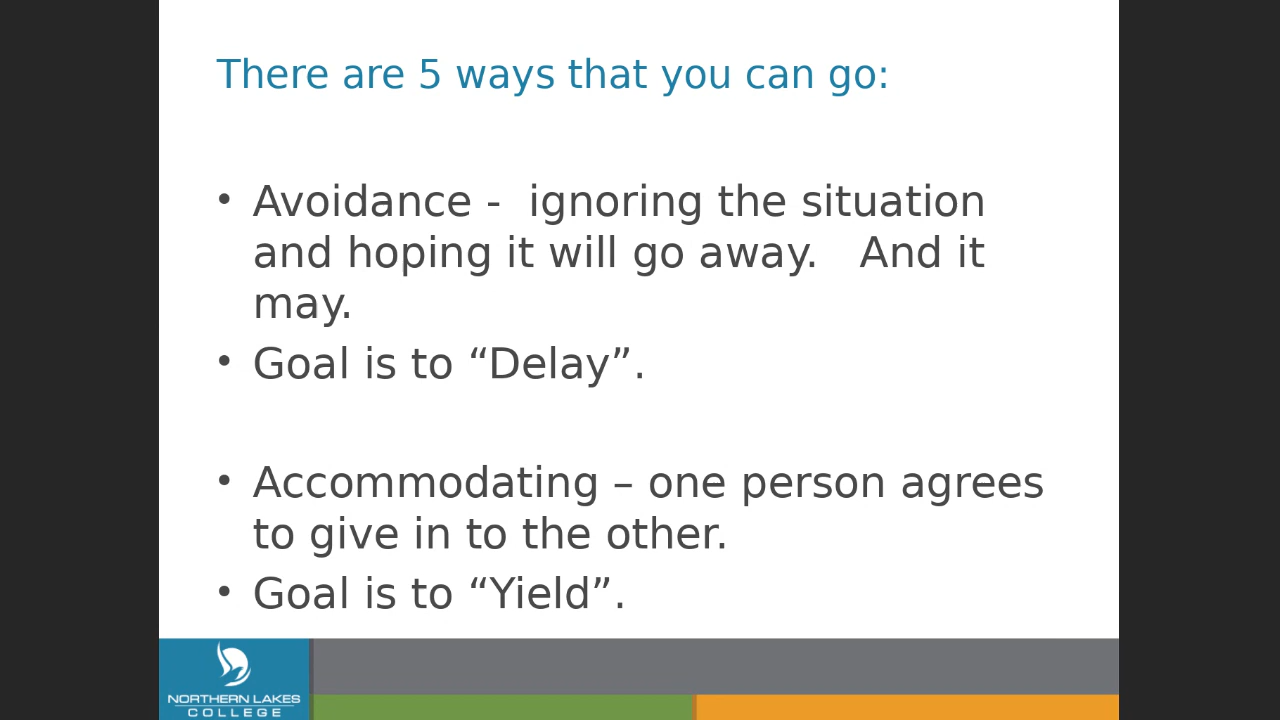 There are 5 ways that you can go:
• Avoidance -  ignoring the situation
and hoping it will go away.   And it
may.
• Goal is to “Delay”.
• Accommodating – one person agrees
to give in to the other.
• Goal is to “Yield”.
NORTHERN LAKES
COLLEGE